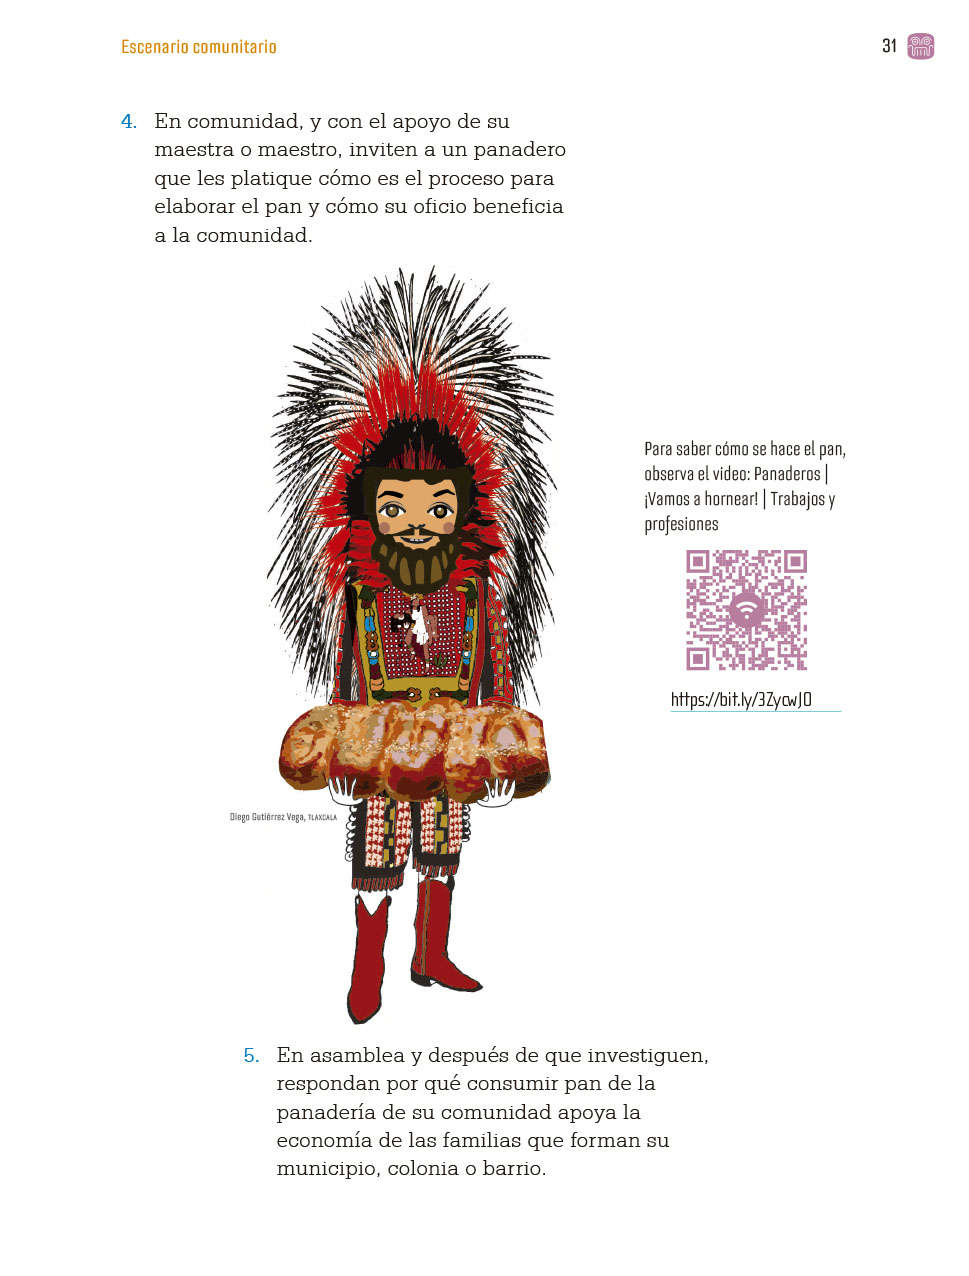 Escenario comunitario
31
4. En comunidad, y con el apoyo de su
maestra o maestro, inviten a un panadero
que les platique cómo es el proceso para
elaborar el pan y cómo su oficio beneficia
a la comunidad.
Para saber cómo se hace el pan,
observa el video: Panaderos |
¡Vamos a hornear! | Trabajos y
profesiones
https://bit.ly/3ZycwJO
Diego Gutiérrez Vega, TLAXCALA
5. En asamblea y después de que investiguen,
respondan por qué consumir pan de la
panadería de su comunidad apoya la
economía de las familias que forman su
municipio, colonia o barrio.